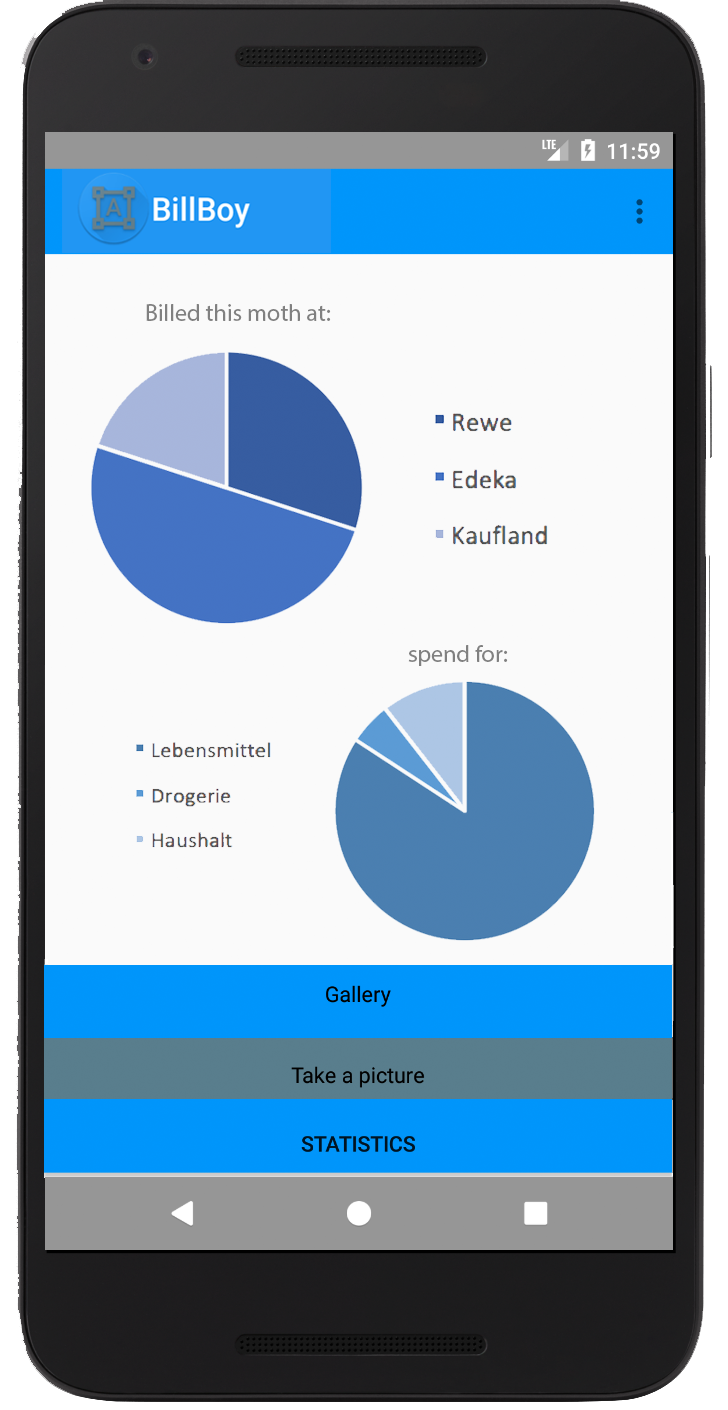 LTE 11:59
A BillBoy
Billed this moth at:
Rewe
Edeka
Kaufland
spend for:
Lebensmittel
Drogerie
Haushalt
Gallery
Take a picture
STATISTICS